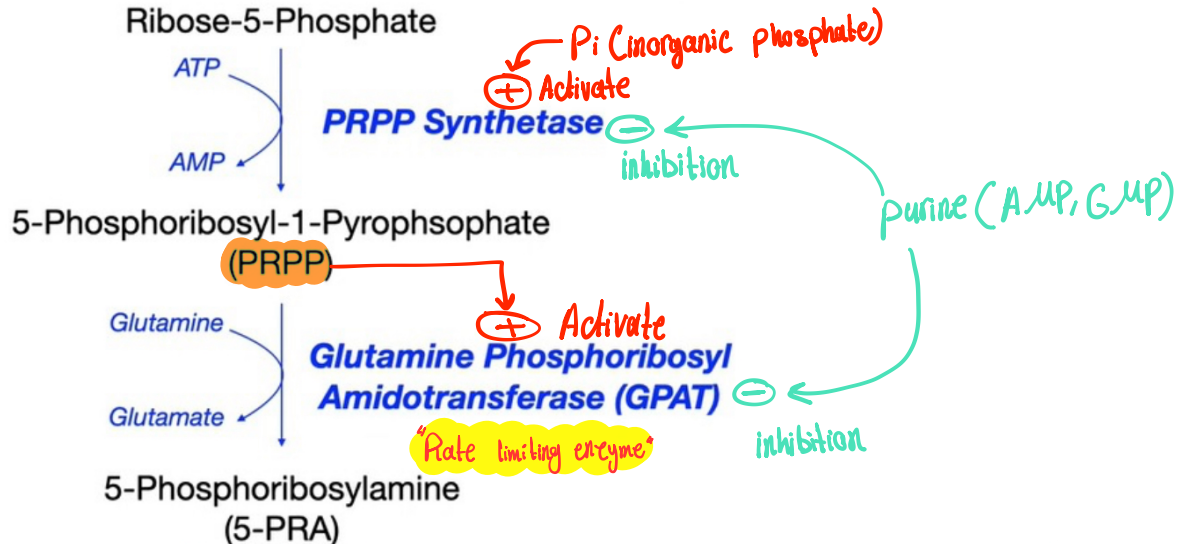 Ribose-5-Phosphate
Pi (inorganic phosphate)
ATP
+ Activate
PRPP Synthetase -
AMP
inhibition
purine (AMP, GMP)
5-Phosphoribosyl-1-Pyrophsophate
(PRPP)
Glutamine
+ Activate
Glutamine Phosphoribosyl
Amidotransferase (GPAT) -
Glutamate
"Rate limiting enzyme"
inhibition
5-Phosphoribosylamine
(5-PRA)